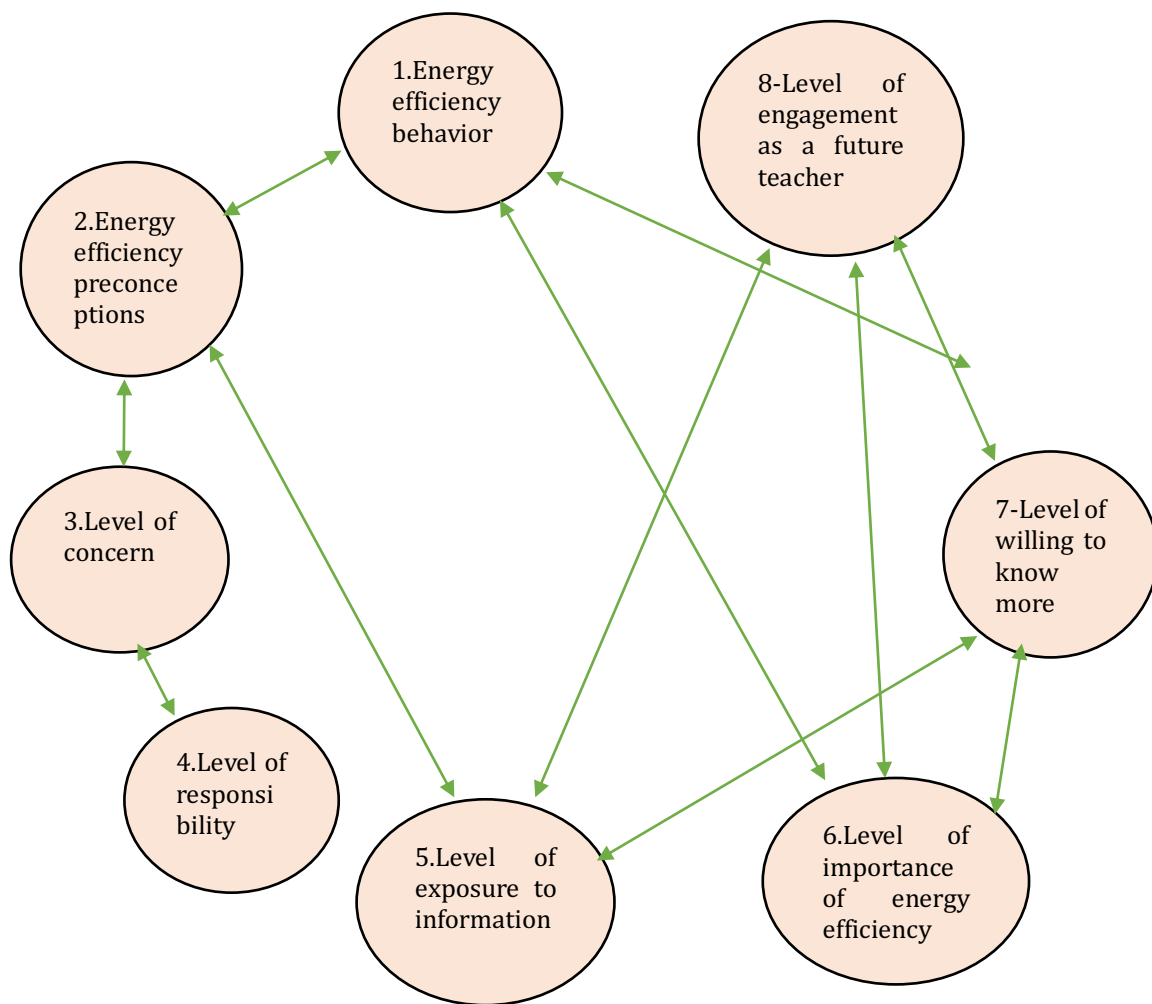 1.Energy
efficiency
behavior
8-Level of
engagement
as a future
teacher
2.Energy
efficiency
preconce
ptions
3.Level of
concern
7-Level of
willing to
know
more
4.Level of
responsi
bility
5.Level of
exposure to
information
6.Level of
importance
of energy
efficiency